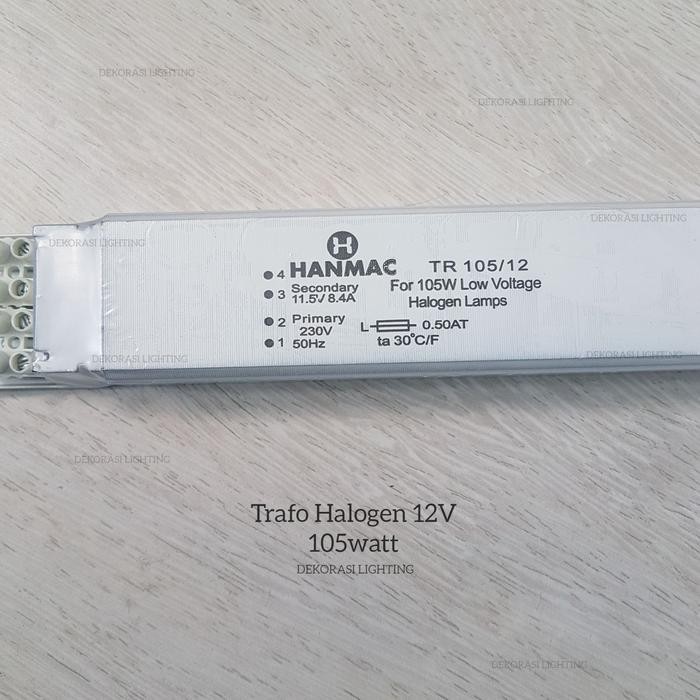 DEKORASI LIGHTING
DEKORASI LIGHTING
DEKORASI LIGHTING
DEKORASI LIGHTING
H
HANMAC
TR 105/12
For 105W Low Voltage
Halogen Lamps
4
3 Secondary
11.5V 8.4A
2 Primary
230V
1 50Hz
L 0.50AT
ta 30°C/F
DEKORASI LIGHTING
DEKORASI LIGHTING
DEKORASI LIGHTING
Trafo Halogen 12V
105watt
DEKORASI LIGHTING
DEKORASI LIGHTING